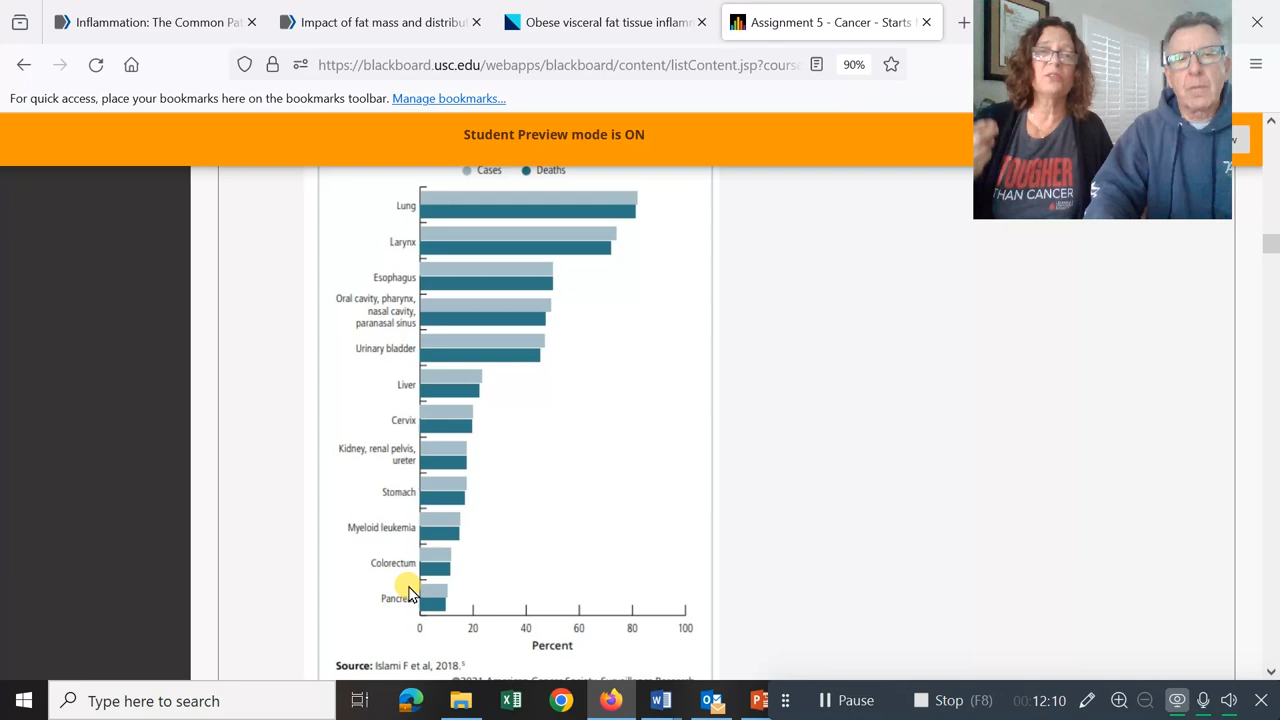 Inflammation: The Common Pa
Impact of fat mass and distribut
Obese visceral fat tissue inflamm
Assignment 5 - Cancer - Starts
https://blackboard.usc.edu/webapps/blackboard/content/listContent.jsp?course
90%
For quick access, place your bookmarks here on the bookmarks toolbar. Manage bookmarks...
Student Preview mode is ON
TOUGHER
THAN CANCER
Cases Deaths
Lung
Larynx
Esophagus
Oral cavity, pharynx,
nasal cavity,
paranasal sinus
Urinary bladder
Liver
Cervix
Kidney, renal pelvis,
ureter
Stomach
Myeloid leukemia
Colorectum
Pancre
0 20 40 60 80 100
Percent
Source: Islami F et al, 2018.⁵
Type here to search
Pause
Stop (F8)
00:12:10